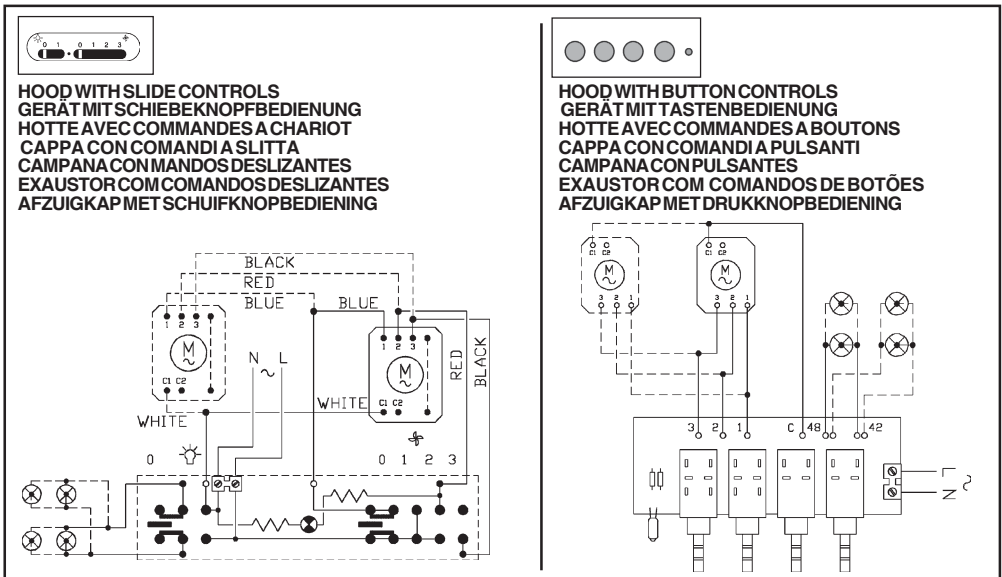 0 1 0 1 2 3
HOOD WITH SLIDE CONTROLS
GERÄT MIT SCHIEBEKNOPFBEDIENUNG
HOTTE AVEC COMMANDES A CHARIOT
CAPPA CON COMANDI A SLITTA
CAMPANA CON MANDOS DESLIZANTES
EXAUSTOR COM COMANDOS DESLIZANTES
AFZUIGKAP MET SCHUIFKNOPBEDIENING
BLACK
RED
BLUE BLUE
1 2 3
M
C1 C2
WHITE
N L
1 2 3
M
C1 C2
WHITE
RED
BLACK
0
0 1 2 3
HOOD WITH BUTTON CONTROLS
GERÄT MIT TASTENBEDIENUNG
HOTTE AVEC COMMANDES A BOUTONS
CAPPA CON COMANDI A PULSANTI
CAMPANA CON PULSANTES
EXAUSTOR COM COMANDOS DE BOTÕES
AFZUIGKAP MET DRUKKNOPBEDIENING
C1 C2
M
3 2 1
C1 C2
M
3 2 1
3 2 1 C 48 42
L
N